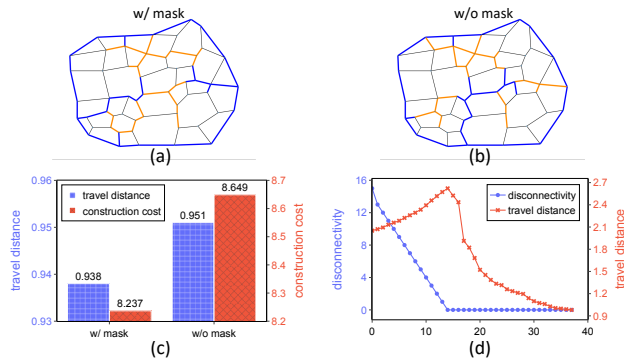 w/ mask
w/o mask
(a)
(b)
0.96
0.95
0.94
0.93
travel distance
travel distance
construction cost
0.938
8.237
0.951
8.649
8.7
8.6
8.5
8.4
8.3
8.2
construction cost
w/ mask
w/o mask
(c)
16
12
8
4
0
disconnectivity
disconnectivity
travel distance
2.7
2.4
2.1
1.8
1.5
1.2
0.9
travel distance
0
10
20
30
40
(d)